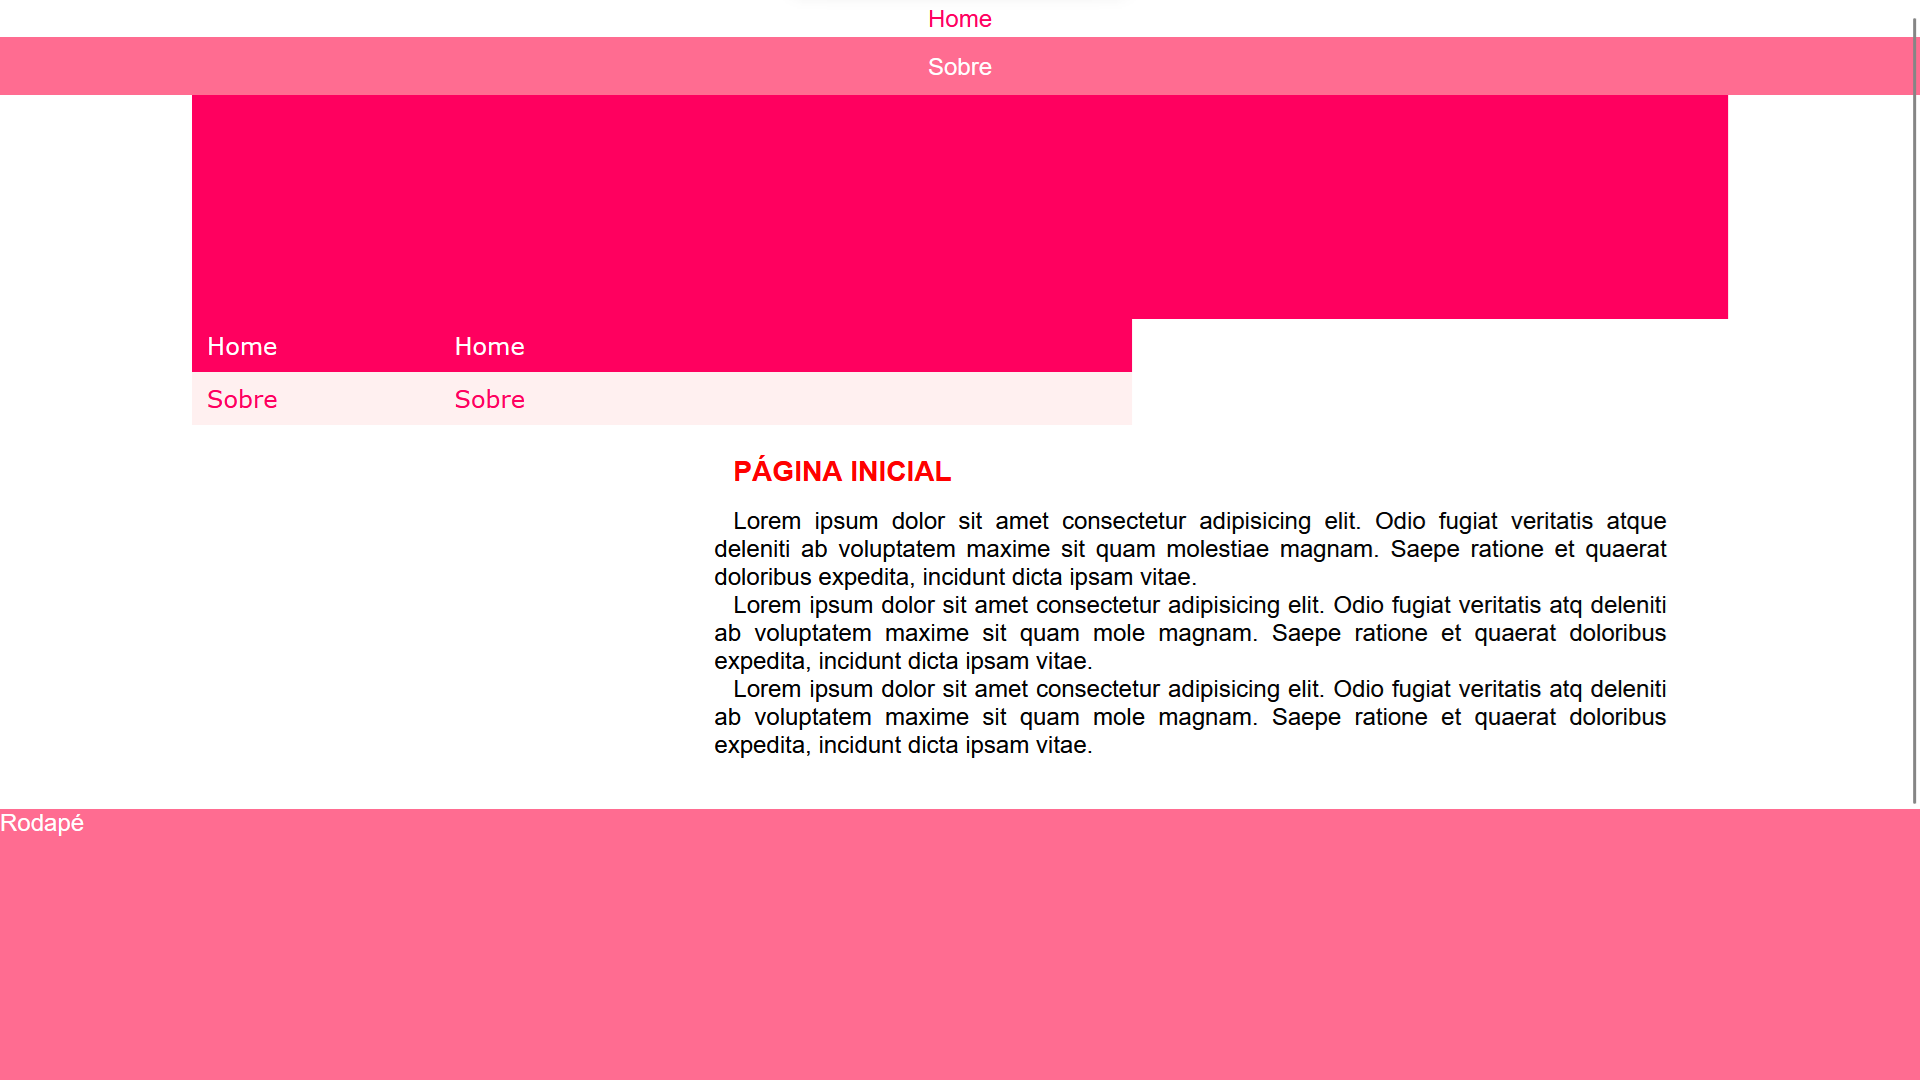 Home
Sobre
Home Home
Sobre Sobre
PÁGINA INICIAL
Lorem ipsum dolor sit amet consectetur adipisicing elit. Odio fugiat veritatis atque
deleniti ab voluptatem maxime sit quam molestiae magnam. Saepe ratione et quaerat
doloribus expedita, incidunt dicta ipsam vitae.
Lorem ipsum dolor sit amet consectetur adipisicing elit. Odio fugiat veritatis atq deleniti
ab voluptatem maxime sit quam mole magnam. Saepe ratione et quaerat doloribus
expedita, incidunt dicta ipsam vitae.
Lorem ipsum dolor sit amet consectetur adipisicing elit. Odio fugiat veritatis atq deleniti
ab voluptatem maxime sit quam mole magnam. Saepe ratione et quaerat doloribus
expedita, incidunt dicta ipsam vitae.
Rodapé